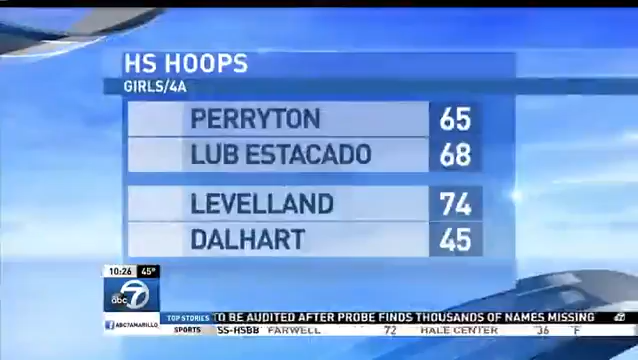 HS HOOPS
GIRLS/4A
PERRYTON 65
LUB ESTACADO 68
LEVELLAND 74
DALHART 45
10:26 45°
abc 7
ABC7AMARILLO
TOP STORIES TO BE AUDITED AFTER PROBE FINDS THOUSANDS OF NAMES MISSING
SPORTS SS-HSBB FARWELL 72 HALE CENTER 36 F